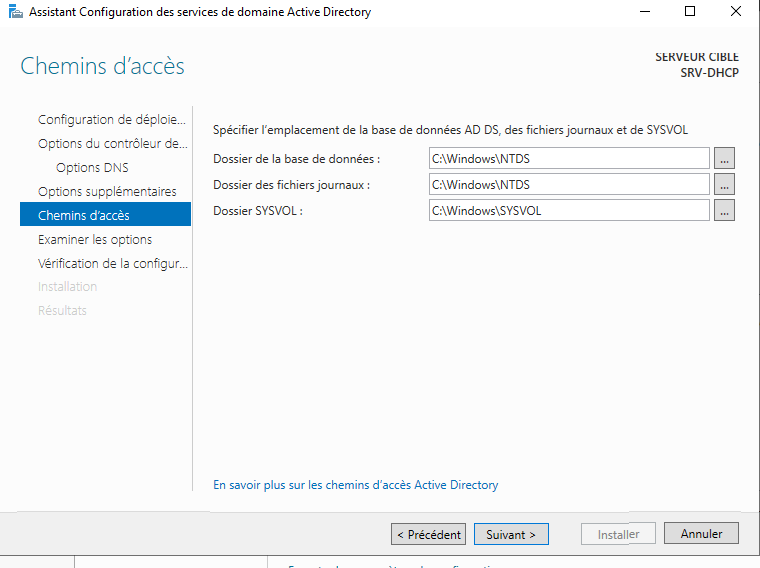 Assistant Configuration des services de domaine Active Directory
Chemins d'accès
SERVEUR CIBLE
SRV-DHCP
Configuration de déploie...
Options du contrôleur de...
Options DNS
Options supplémentaires
Chemins d'accès
Examiner les options
Vérification de la configur...
Installation
Résultats
Spécifier l'emplacement de la base de données AD DS, des fichiers journaux et de SYSVOL
Dossier de la base de données : C:\Windows\NTDS ...
Dossier des fichiers journaux : C:\Windows\NTDS ...
Dossier SYSVOL : C:\Windows\SYSVOL ...
En savoir plus sur les chemins d'accès Active Directory
< Précédent Suivant > Installer Annuler